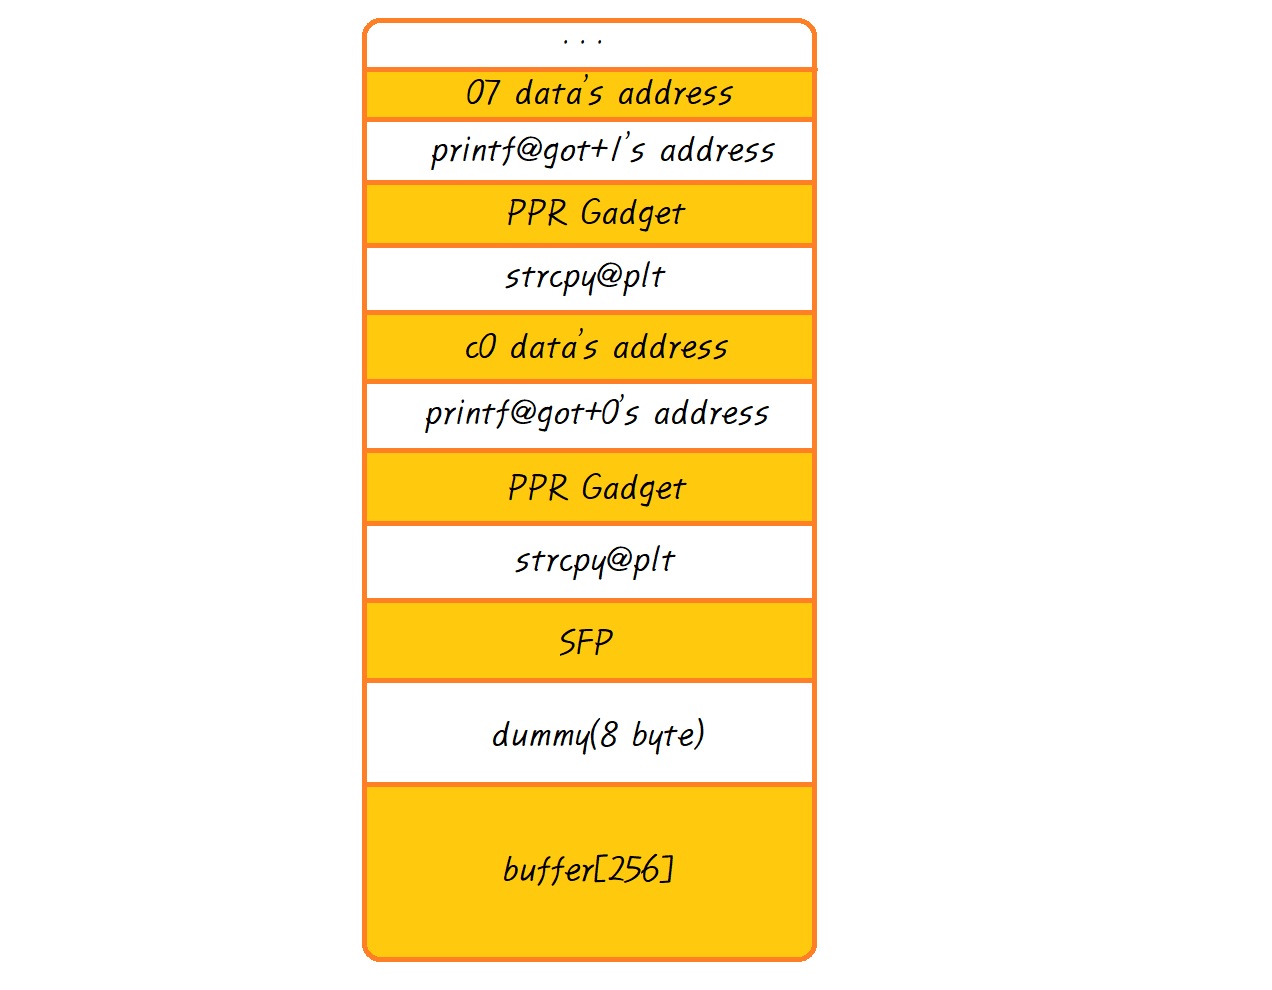 ...
07 data's address
printf@got+1's address
PPR Gadget
strcpy@plt
c0 data's address
printf@got+0's address
PPR Gadget
strcpy@plt
SFP
dummy(8 byte)
buffer[256]